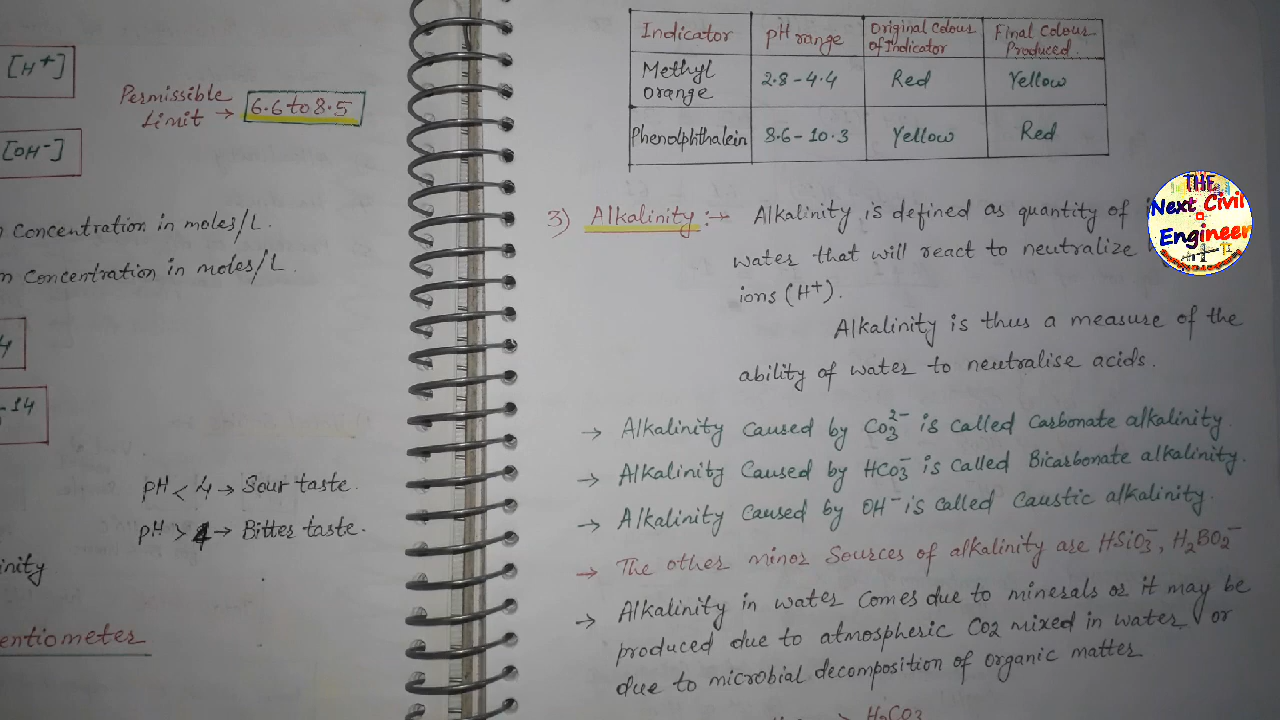 [H+]
Permissible
Limit → 6.6 to 8.5
[OH-]
Concentration in moles/L.
Concentration in moles/L.
-14
pH < 4 → Sour taste.
pH > 4 → Bitter taste.
Indicator pH range Original Colour of Indicator Final Colour Produced.
Methyl orange 2.8-4.4 Red Yellow
Phenolphthalein 8.6-10.3 Yellow Red
3) Alkalinity :→ Alkalinity is defined as quantity of
water that will react to neutralize
ions (H+).
Alkalinity is thus a measure of the
ability of water to neutralise acids.
→ Alkalinity Caused by CO3 2- is called Carbonate alkalinity.
→ Alkalinity Caused by HCO3- is called Bicarbonate alkalinity.
→ Alkalinity Caused by OH- is called Caustic alkalinity.
→ The other minor Sources of alkalinity are HSiO3-, H2BO2-
→ Alkalinity in water Comes due to minerals or it may be
produced due to atmospheric CO2 mixed in water or
due to microbial decomposition of organic matter
H2CO3
THE
Next Civil
Engineer